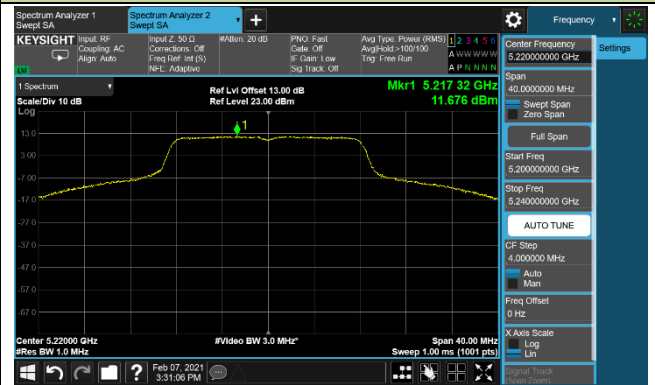 Spectrum Analyzer 1
Swept SA
Spectrum Analyzer 2
Swept SA
Frequency
KEYSIGHT
Input: RF
Coupling: AC
Align: Auto
Input Z: 50 Ω
Corrections: Off
Freq Ref: Int (S)
NFE: Adaptive
#Atten: 20 dB
PNO: Fast
Gate: Off
IF Gain: Low
Sig Track: Off
Avg Type: Power (RMS)
Avg|Hold:>100/100
Trig: Free Run
1 2 3 4 5 6
A W W W W W
A P N N N N
LNI
1 Spectrum
Scale/Div 10 dB
Log
Ref Lvl Offset 13.00 dB
Ref Level 23.00 dBm
Mkr1 5.217 32 GHz
11.676 dBm
1
13.0
3.00
-7.00
-17.0
-27.0
-37.0
-47.0
-57.0
-67.0
Center 5.22000 GHz
#Res BW 1.0 MHz
#Video BW 3.0 MHz*
Span 40.00 MHz
Sweep 1.00 ms (1001 pts)
Feb 07, 2021
3:31:06 PM
Center Frequency
5.220000000 GHz
Settings
Span
40.0000000 MHz
Swept Span
Zero Span
Full Span
Start Freq
5.200000000 GHz
Stop Freq
5.240000000 GHz
AUTO TUNE
CF Step
4.000000 MHz
Auto
Man
Freq Offset
0 Hz
X Axis Scale
Log
Lin
Signal Track
(Span Zoom)